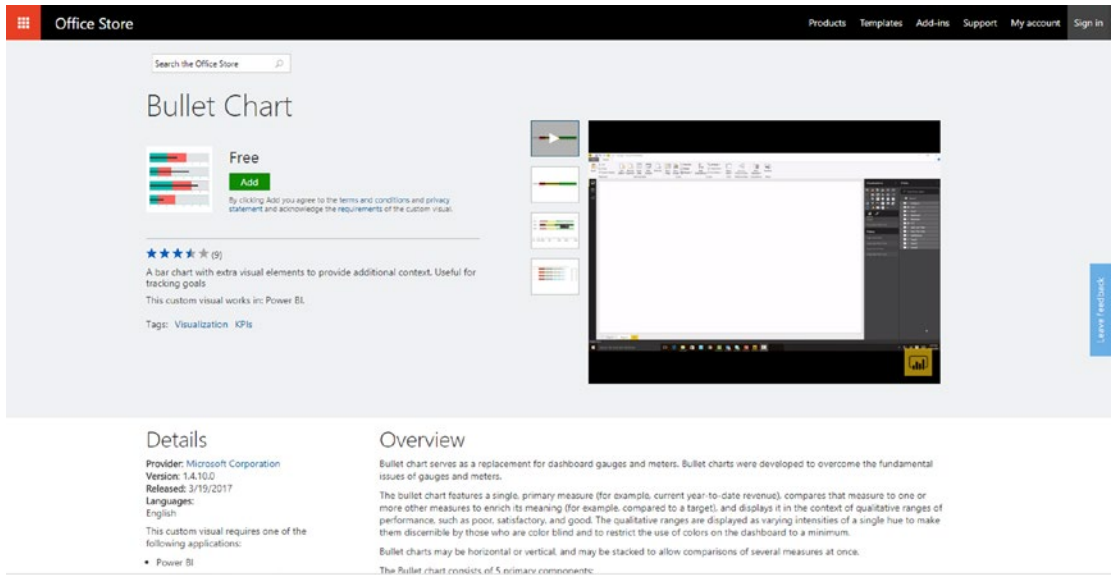 Office Store
Products Templates Add-ins Support My account Sign in
Search the Office Store
Bullet Chart
Free
Add
By clicking Add you agree to the terms and conditions and privacy
statement and acknowledge the requirements of the custom visual.
(9)
A bar chart with extra visual elements to provide additional context. Useful for
tracking goals
This custom visual works in: Power BI.
Tags: Visualization KPIs
Leave feedback
Details
Provider: Microsoft Corporation
Version: 1.4.10.0
Released: 3/19/2017
Languages:
English
This custom visual requires one of the
following applications:
• Power BI
Overview
Bullet chart serves as a replacement for dashboard gauges and meters. Bullet charts were developed to overcome the fundamental
issues of gauges and meters.
The bullet chart features a single, primary measure (for example, current year-to-date revenue), compares that measure to one or
more other measures to enrich its meaning (for example, compared to a target), and displays it in the context of qualitative ranges of
performance, such as poor, satisfactory, and good. The qualitative ranges are displayed as varying intensities of a single hue to make
them discernible by those who are color blind and to restrict the use of colors on the dashboard to a minimum.
Bullet charts may be horizontal or vertical, and may be stacked to allow comparisons of several measures at once.
The Bullet chart consists of 5 primary components: